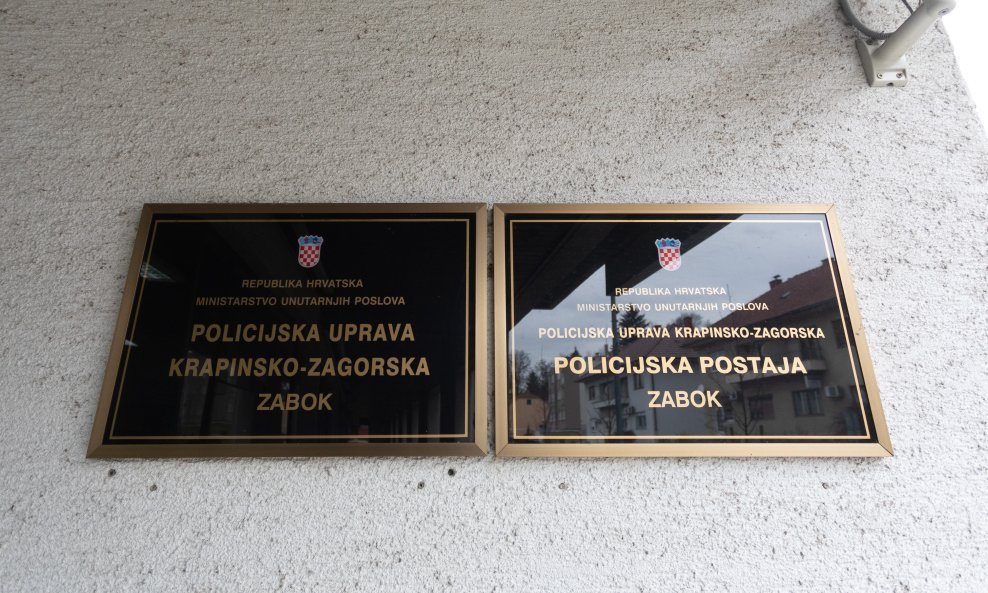 REPUBLIKA HRVATSKA
MINISTARSTVO UNUTARNJIH POSLOVA
POLICIJSKA UPRAVA
KRAPINSKO-ZAGORSKA
ZABOK
REPUBLIKA HRVATSKA
MINISTARSTVO UNUTARNJIH POSLOVA
POLICIJSKA UPRAVA KRAPINSKO-ZAGORSKA
POLICIJSKA POSTAJA
ZABOK